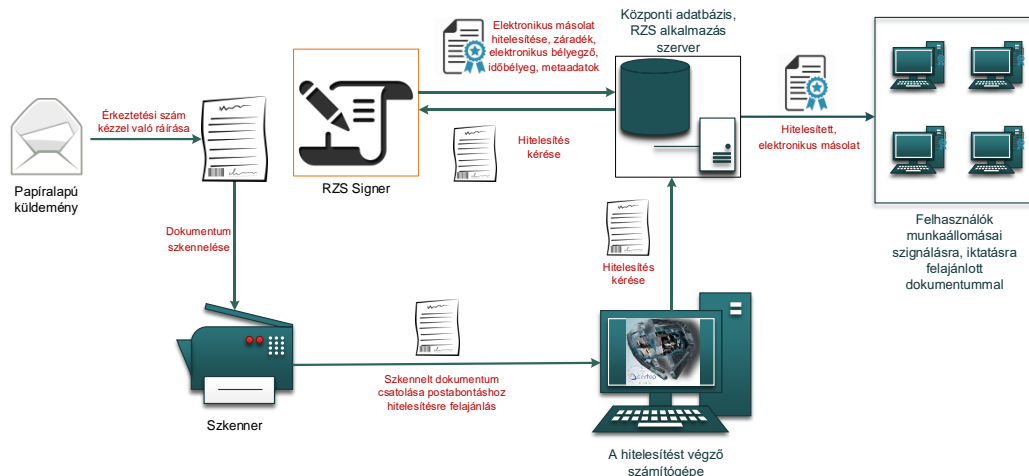 Elektronikus másolat
hitelesítése, záradék,
elektronikus bélyegző,
időbélyeg, metaadatok
Központi adatbázis,
RZS alkalmazás
szerver
Érkeztetési szám
kézzel való ráírása
Papíralapú
küldemény
RZS Signer
Hitelesítés
kérése
Hitelesített,
elektronikus másolat
Felhasználók
munkaállomásai
szignálásra, iktatásra
felajánlott
dokumentummal
Dokumentum
szkennelése
Hitelesítés
kérése
certop
Szkennelt dokumentum
csatolása postabontáshoz
hitelesítésre felajánlás
Szkenner
A hitelesítést végző
számítógépe